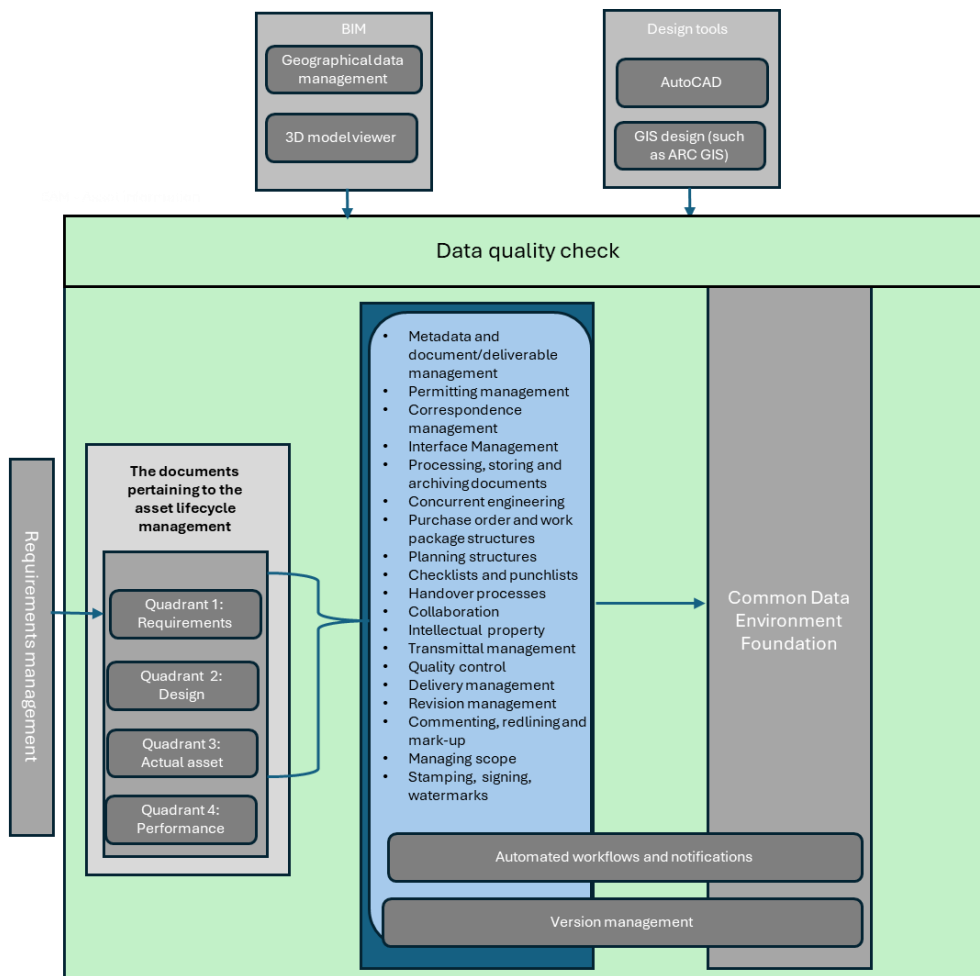 BIM
Geographical data
management
3D model viewer
Design tools
AutoCAD
GIS design (such
as ARC GIS)
Data quality check
Requirements management
The documents
pertaining to the
asset lifecycle
management
Quadrant 1:
Requirements
Quadrant 2:
Design
Quadrant 3:
Actual asset
Quadrant 4:
Performance
• Metadata and
document/deliverable
management
• Permitting management
• Correspondence
management
• Interface Management
• Processing, storing and
archiving documents
• Concurrent engineering
• Purchase order and work
package structures
• Planning structures
• Checklists and punchlists
• Handover processes
• Collaboration
• Intellectual property
• Transmittal management
• Quality control
• Delivery management
• Revision management
• Commenting, redlining and
mark-up
• Managing scope
• Stamping, signing,
watermarks
Common Data
Environment
Foundation
Automated workflows and notifications
Version management